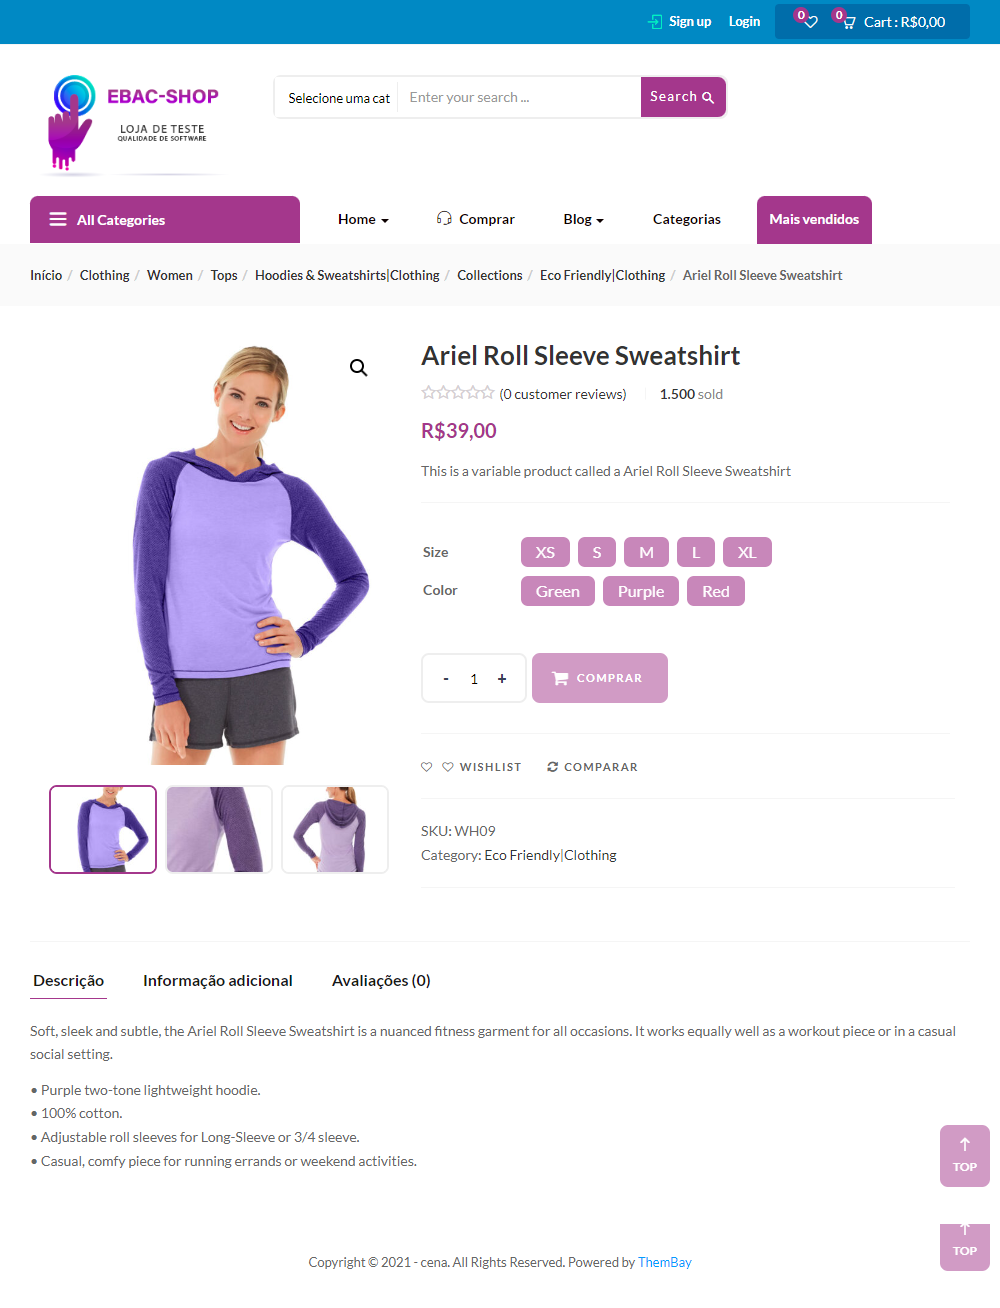 Sign up Login 0 0 Cart : R$0,00
EBAC-SHOP
LOJA DE TESTE
QUALIDADE DE SOFTWARE
Selecione uma cat Enter your search ... Search
All Categories Home Comprar Blog Categorias Mais vendidos
Início / Clothing / Women / Tops / Hoodies & Sweatshirts|Clothing / Collections / Eco Friendly|Clothing / Ariel Roll Sleeve Sweatshirt
Ariel Roll Sleeve Sweatshirt
(0 customer reviews) 1.500 sold
R$39,00
This is a variable product called a Ariel Roll Sleeve Sweatshirt
Size XS S M L XL
Color Green Purple Red
- 1 + COMPRAR
WISHLIST COMPARAR
SKU: WH09
Category: Eco Friendly|Clothing
Descrição Informação adicional Avaliações (0)
Soft, sleek and subtle, the Ariel Roll Sleeve Sweatshirt is a nuanced fitness garment for all occasions. It works equally well as a workout piece or in a casual
social setting.
• Purple two-tone lightweight hoodie.
• 100% cotton.
• Adjustable roll sleeves for Long-Sleeve or 3/4 sleeve.
• Casual, comfy piece for running errands or weekend activities.
TOP
TOP
Copyright © 2021 - cena. All Rights Reserved. Powered by ThemBay